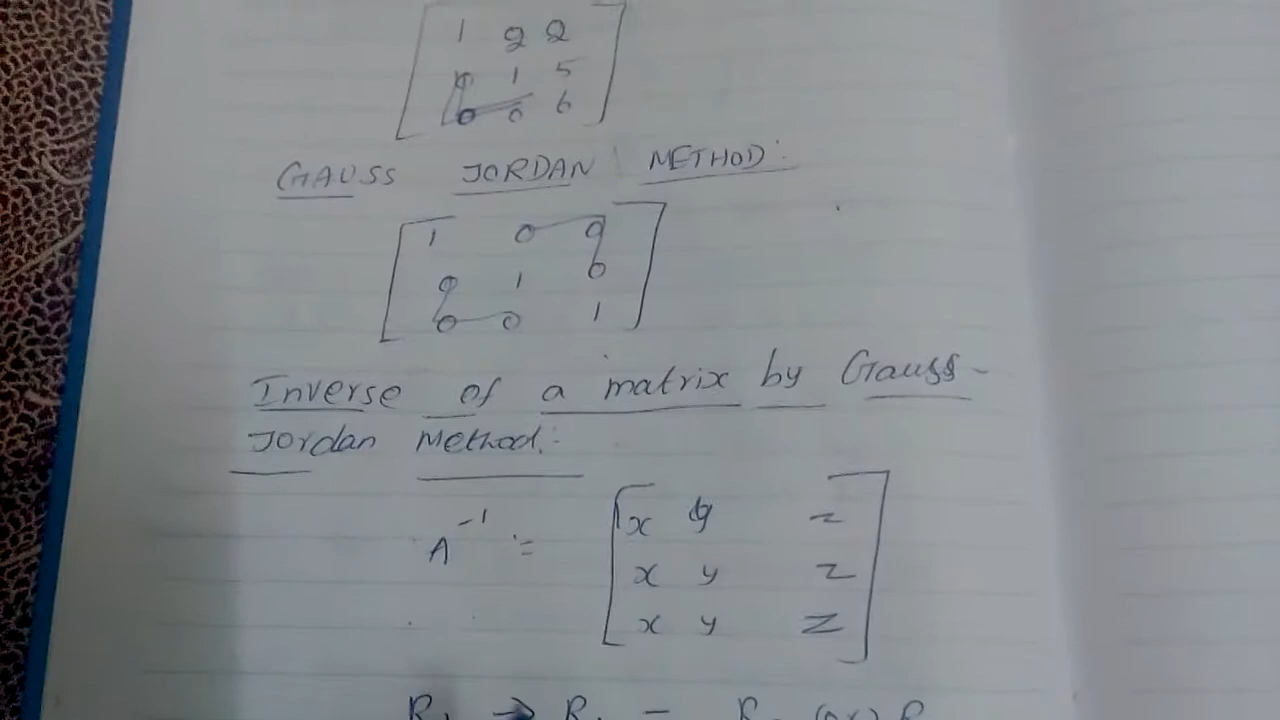 1 2 2
0 1 5
0 0 6
GAUSS JORDAN METHOD:
1 0 0
0 1 0
0 0 1
Inverse of a matrix by Gauss-
Jordan Method:
A⁻¹ = x y z
x y z
x y z